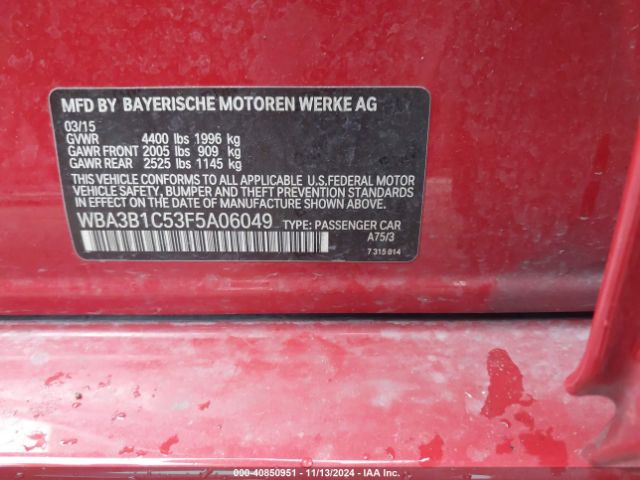 MFD BY BAYERISCHE MOTOREN WERKE AG
03/15
GVWR 4400 lbs 1996 kg
GAWR FRONT 2005 lbs 909 kg
GAWR REAR 2525 lbs 1145 kg
THIS VEHICLE CONFORMS TO ALL APPLICABLE U.S.FEDERAL MOTOR
VEHICLE SAFETY, BUMPER AND THEFT PREVENTION STANDARDS
IN EFFECT ON THE DATE OF MANUFACTURE SHOWN ABOVE.
WBA3B1C53F5A06049 TYPE: PASSENGER CAR
A75/3
7 315 814
000-40850951 - 11/13/2024 - IAA Inc.